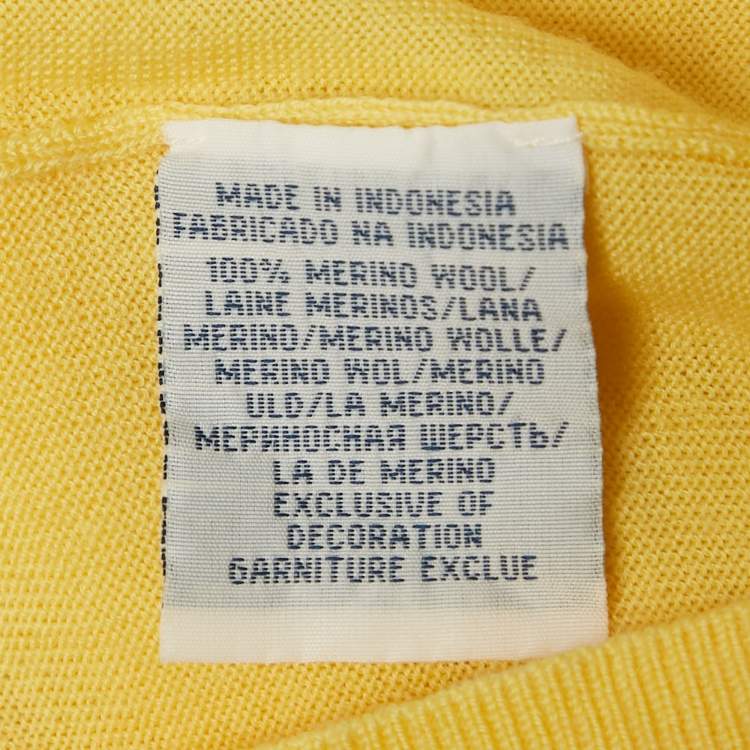 MADE IN INDONESIA
FABRICADO NA INDONESIA
100% MERINO WOOL/
LAINE MERINOS/LANA
MERINO/MERINO WOLLE/
MERINO WOL/MERINO
ULD/LA MERINO/
МЕРИНОСНАЯ ШЕРСТЬ/
LA DE MERINO
EXCLUSIVE OF
DECORATION
GARNITURE EXCLUE